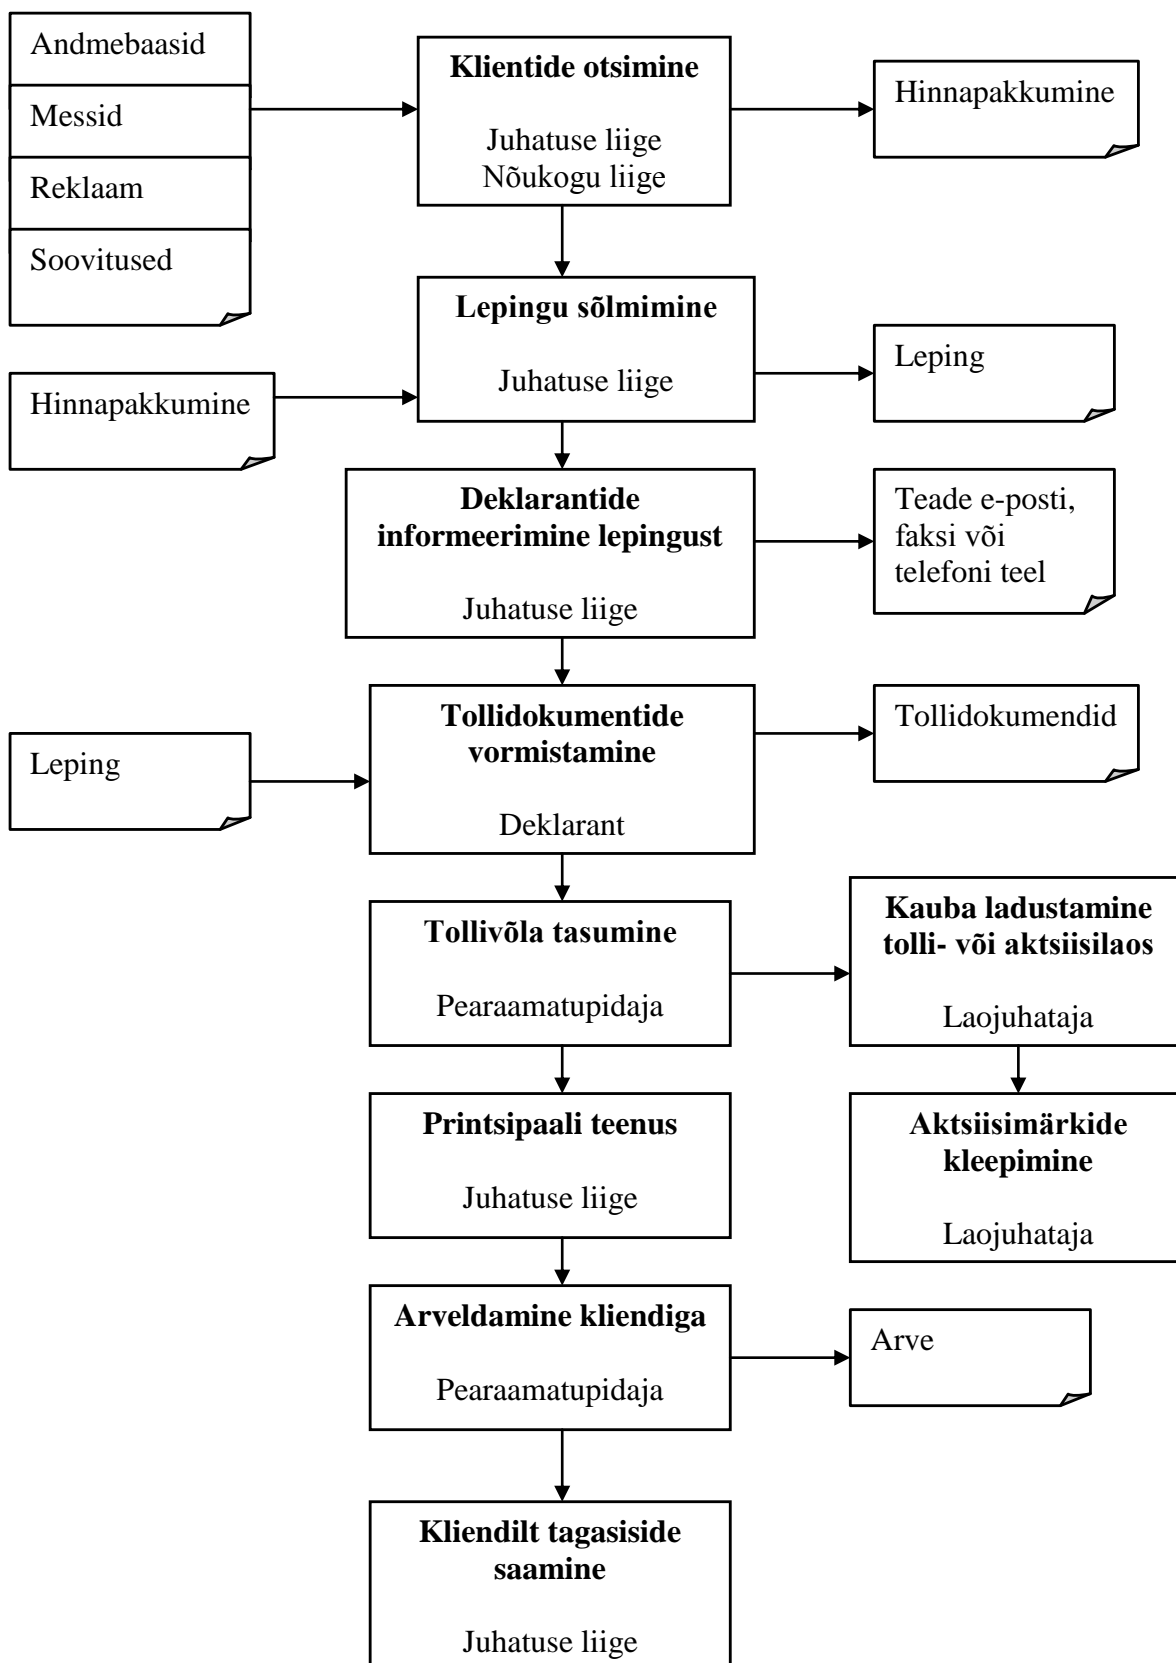 Andmebaasid
Messid
Reklaam
Soovitused
Klientide otsimine
Juhatuse liige
Nõukogu liige
Hinnapakkumine
Lepingu sõlmimine
Juhatuse liige
Hinnapakkumine
Leping
Deklarantide
informeerimine lepingust
Juhatuse liige
Teade e-posti,
faksi või
telefoni teel
Tollidokumentide
vormistamine
Deklarant
Leping
Tollidokumendid
Tollivõla tasumine
Pearaamatupidaja
Kauba ladustamine
tolli- või aktsiisilaos
Laojuhataja
Printsipaali teenus
Juhatuse liige
Aktsiisimärkide
kleepimine
Laojuhataja
Arveldamine kliendiga
Pearaamatupidaja
Arve
Kliendilt tagasiside
saamine
Juhatuse liige